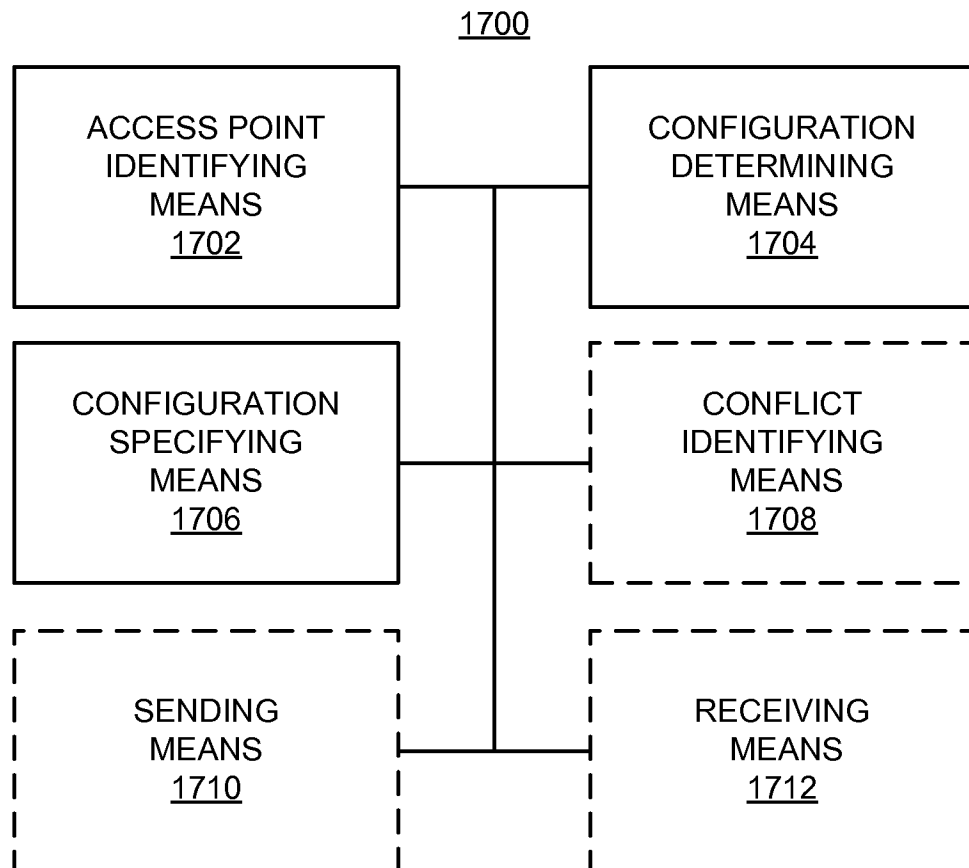 1700
ACCESS POINT
IDENTIFYING
MEANS
1702
CONFIGURATION
DETERMINING
MEANS
1704
CONFIGURATION
SPECIFYING
MEANS
1706
CONFLICT
IDENTIFYING
MEANS
1708
SENDING
MEANS
1710
RECEIVING
MEANS
1712